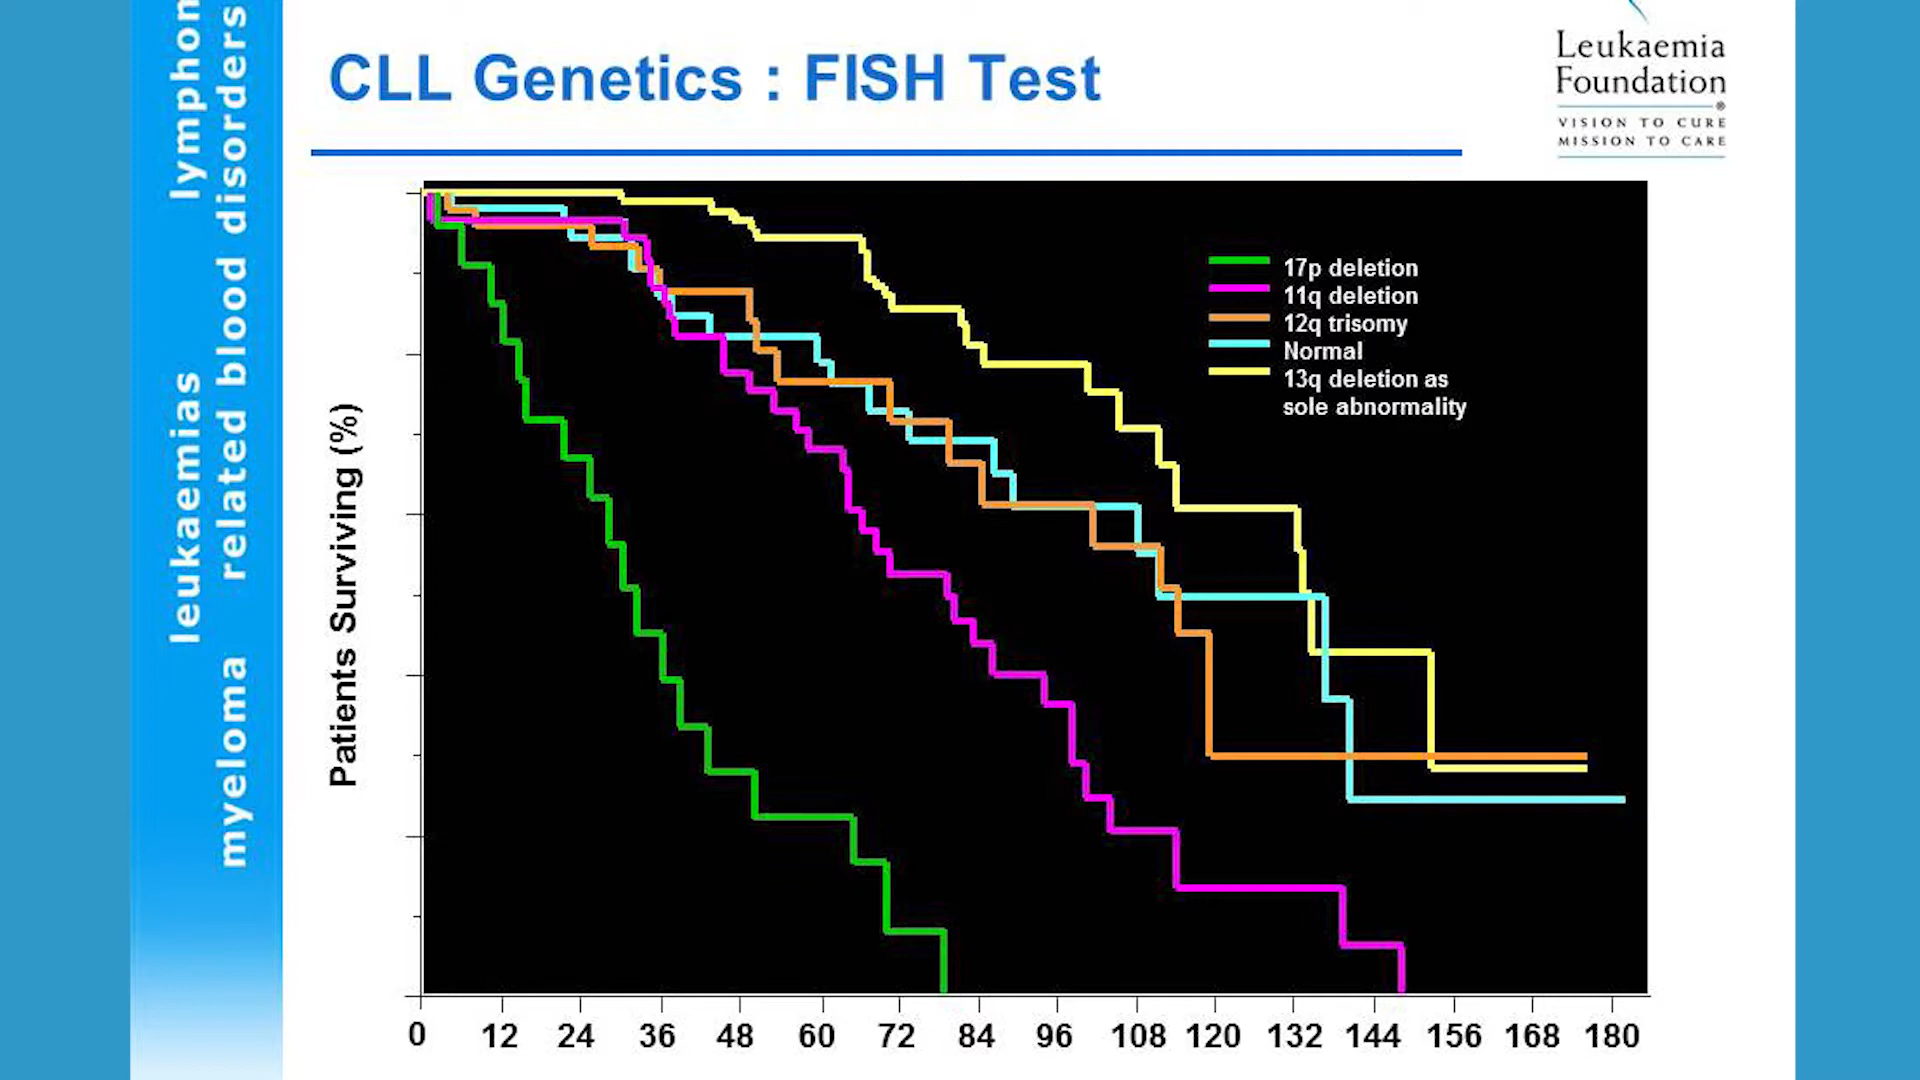 CLL Genetics : FISH Test
Leukaemia
Foundation
®
VISION TO CURE
MISSION TO CARE
lymphon
leukaemias
related blood disorders
myeloma
Patients Surviving (%)
17p deletion
11q deletion
12q trisomy
Normal
13q deletion as
sole abnormality
0 12 24 36 48 60 72 84 96 108 120 132 144 156 168 180